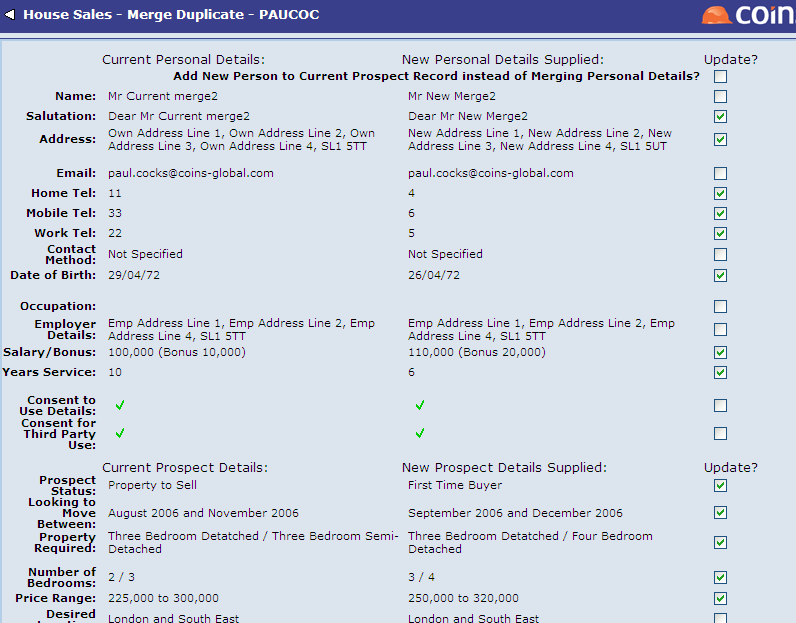 House Sales - Merge Duplicate - PAUCOC
coin
Current Personal Details: New Personal Details Supplied: Update?
Add New Person to Current Prospect Record instead of Merging Personal Details?
Name: Mr Current merge2 Mr New Merge2
Salutation: Dear Mr Current merge2 Dear Mr New Merge2
Address: Own Address Line 1, Own Address Line 2, Own New Address Line 1, New Address Line 2, New
Address Line 3, Own Address Line 4, SL1 5TT Address Line 3, New Address Line 4, SL1 5UT
Email: paul.cocks@coins-global.com paul.cocks@coins-global.com
Home Tel: 11 4
Mobile Tel: 33 6
Work Tel: 22 5
Contact
Method: Not Specified Not Specified
Date of Birth: 29/04/72 26/04/72
Occupation:
Employer Emp Address Line 1, Emp Address Line 2, Emp Emp Address Line 1, Emp Address Line 2, Emp
Details: Address Line 4, SL1 5TT Address Line 4, SL1 5TT
Salary/Bonus: 100,000 (Bonus 10,000) 110,000 (Bonus 20,000)
Years Service: 10 6
Consent to
Use Details:
Consent for
Third Party
Use:
Current Prospect Details: New Prospect Details Supplied: Update?
Prospect
Status: Property to Sell First Time Buyer
Looking to
Move August 2006 and November 2006 September 2006 and December 2006
Between:
Property Three Bedroom Detatched / Three Bedroom Semi- Three Bedroom Detatched / Four Bedroom
Required: Detached Detached
Number of
Bedrooms: 2 / 3 3 / 4
Price Range: 225,000 to 300,000 250,000 to 320,000
Desired London and South East London and South East